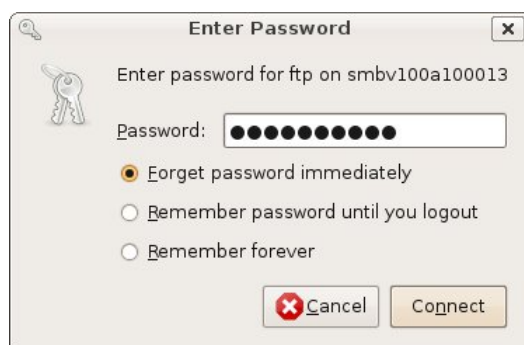 Enter Password
Enter password for ftp on smbv100a100013
Password: ●●●●●●●●●●
Forget password immediately
Remember password until you logout
Remember forever
Cancel Connect